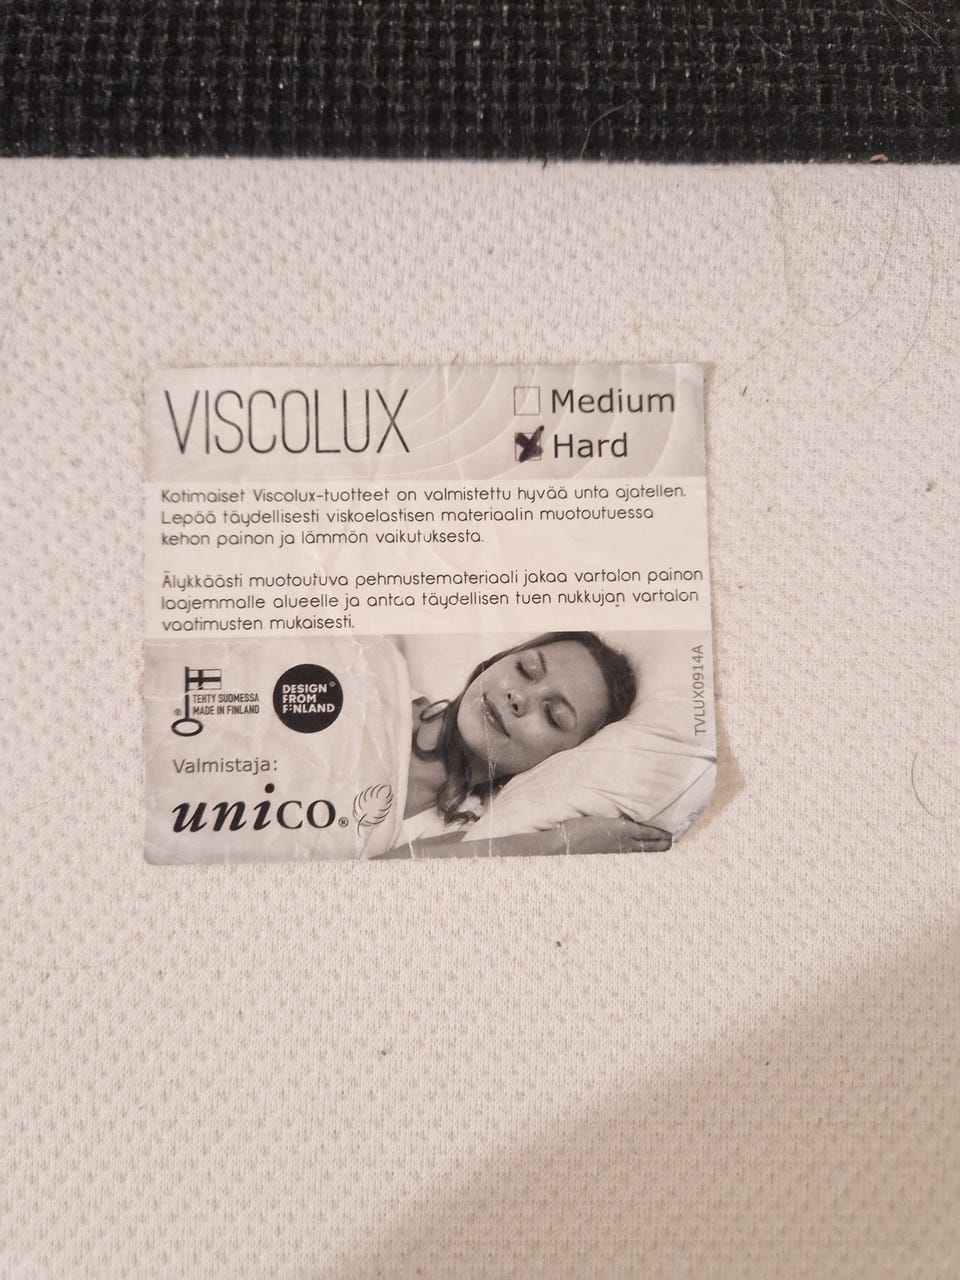 VISCOLUX
Medium
Hard
Kotimaiset Viscolux-tuotteet on valmistettu hyvää unta ajatellen.
Lepää täydellisesti viskoelastisen materiaalin muotoutuessa
kehon painon ja lämmön vaikutuksesta.
Älykkäästi muotoutuva pehmustemateriaali jakaa vartalon painon
laajemmalle alueelle ja antaa täydellisen tuen nukkujan vartalon
vaatimusten mukaisesti.
TEHTY SUOMESSA
® MADE IN FINLAND
DESIGN
FROM
FINLAND
Valmistaja:
unico®
TVLUX0914A